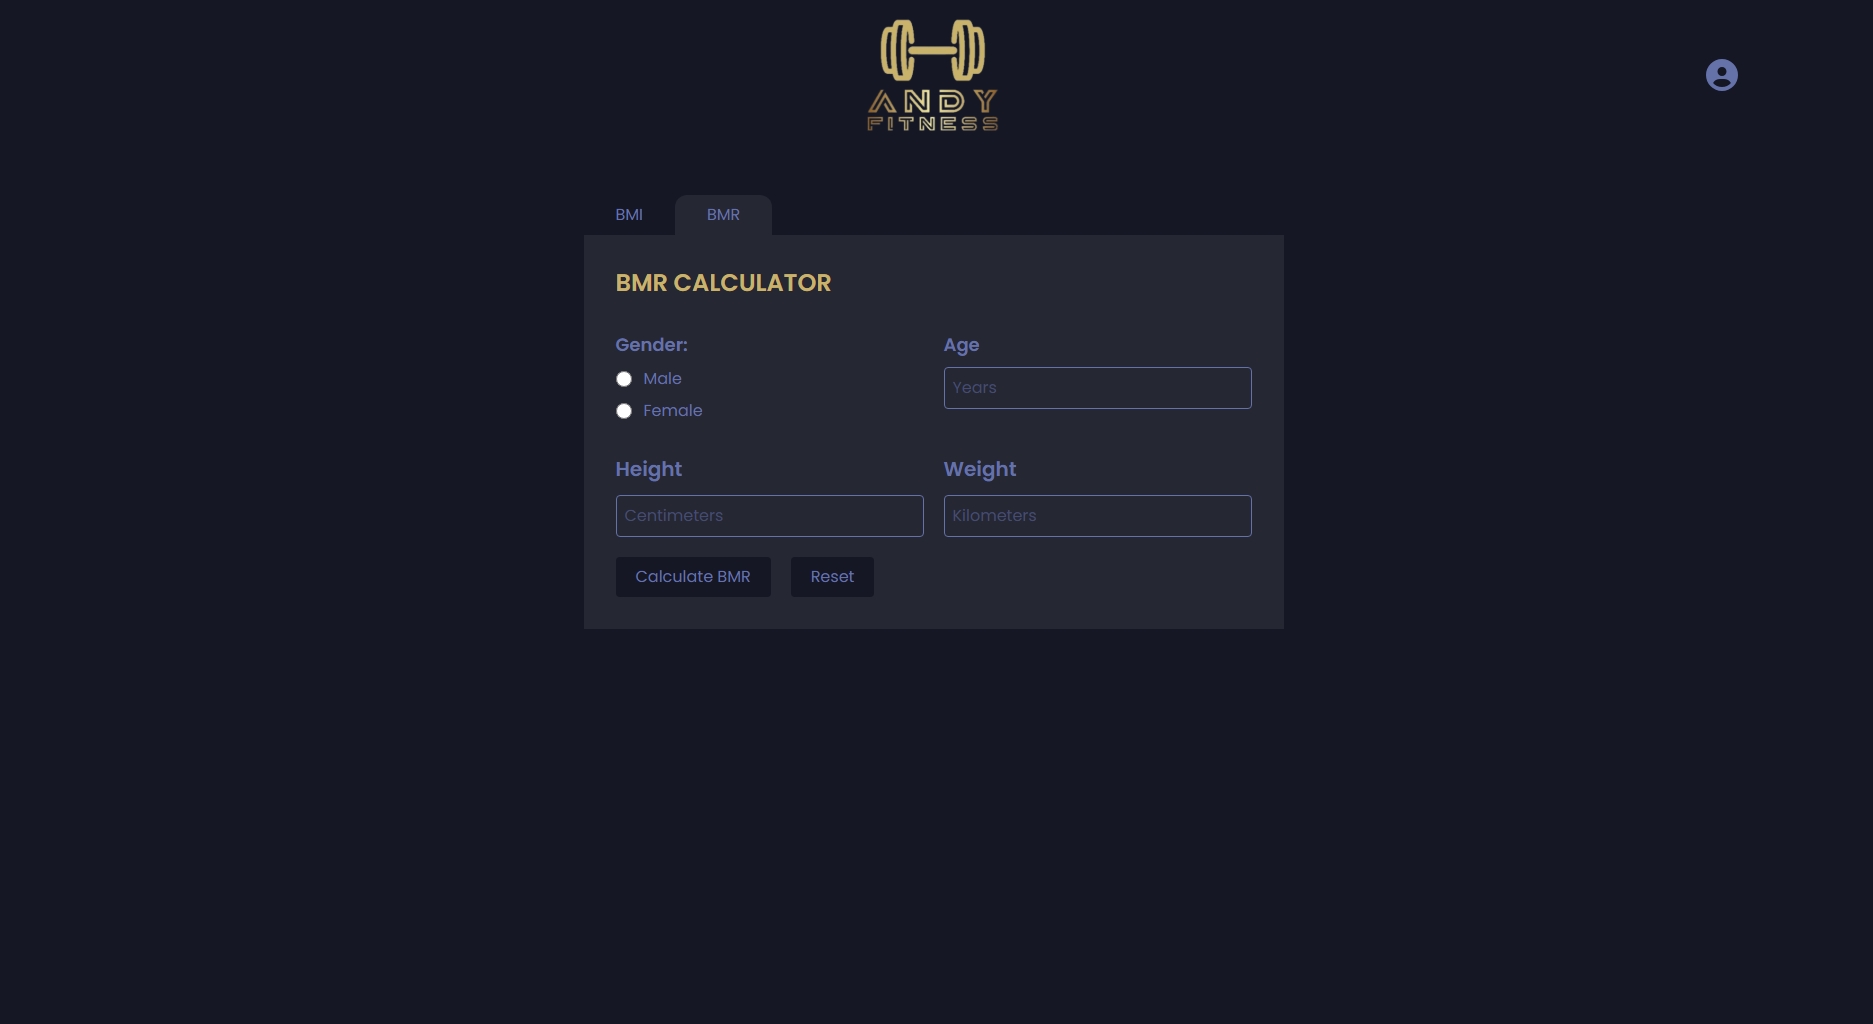 ANDY
FITNESS
BMI BMR
BMR CALCULATOR
Gender: Age
Male
Years
Female
Height Weight
Centimeters Kilometers
Calculate BMR Reset